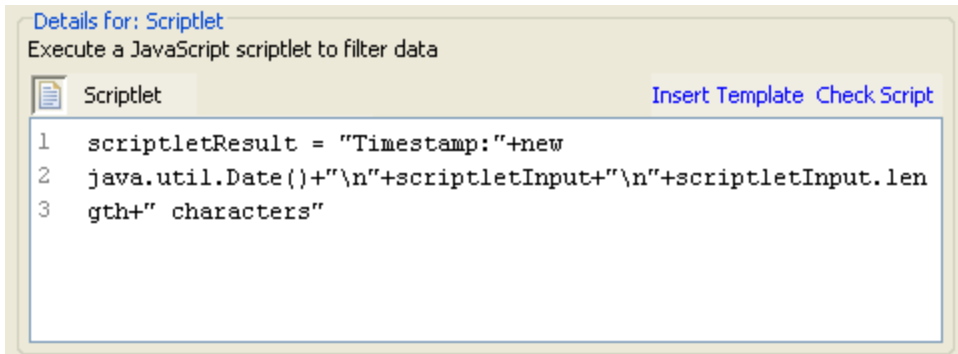 Details for: Scriptlet
Execute a JavaScript scriptlet to filter data
Scriptlet Insert Template Check Script
1 scriptletResult = "Timestamp:"+new
2 java.util.Date()+"\n"+scriptletInput+"\n"+scriptletInput.len
3 gth+" characters"